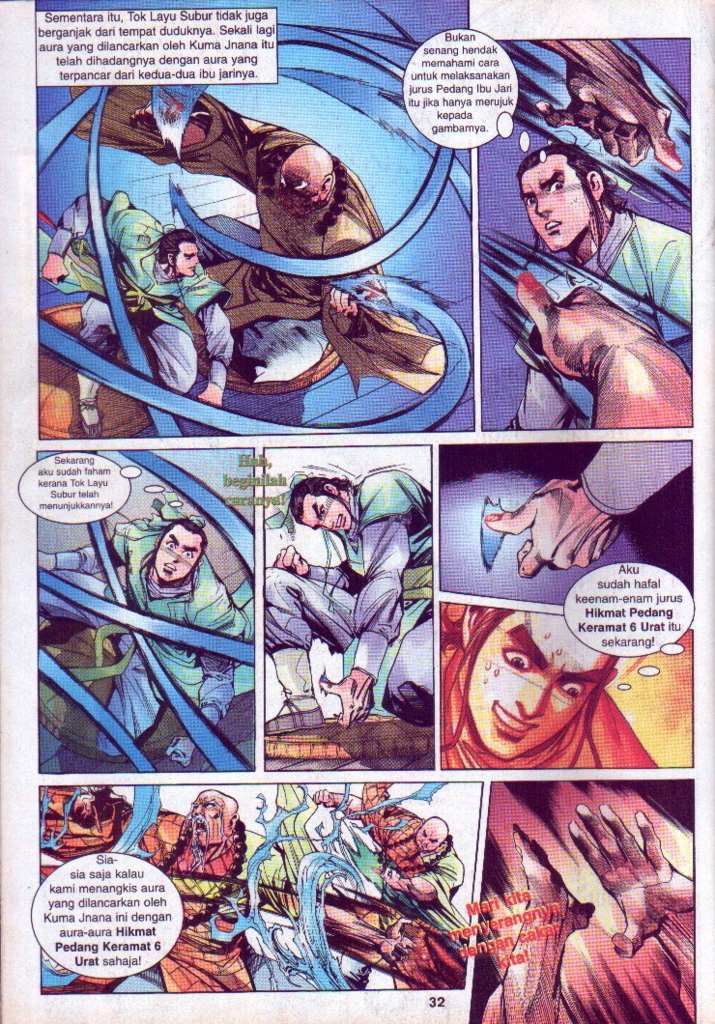 Sementara itu, Tok Layu Subur tidak juga
berganjak dari tempat duduknya. Sekali lagi
aura yang dilancarkan oleh Kuma Jnana itu
telah dihadangnya dengan aura yang
terpancar dari kedua-dua ibu jarinya.
Bukan
senang hendak
memahami cara
untuk melaksanakan
jurus Pedang Ibu Jari
itu jika hanya merujuk
kepada
gambarnya.
Sekarang
aku sudah faham
kerana Tok Layu
Subur telah
menunjukkannya!
Hah,
beginilah
caranya!
Aku
sudah hafal
keenam-enam jurus
Hikmat Pedang
Keramat 6 Urat itu
sekarang!
Sia-
sia saja kalau
kami menangkis aura
yang dilancarkan oleh
Kuma Jnana ini dengan
aura-aura Hikmat
Pedang Keramat 6
Urat sahaja!
Mari kita
menyerangnya
dengan
kita!
32